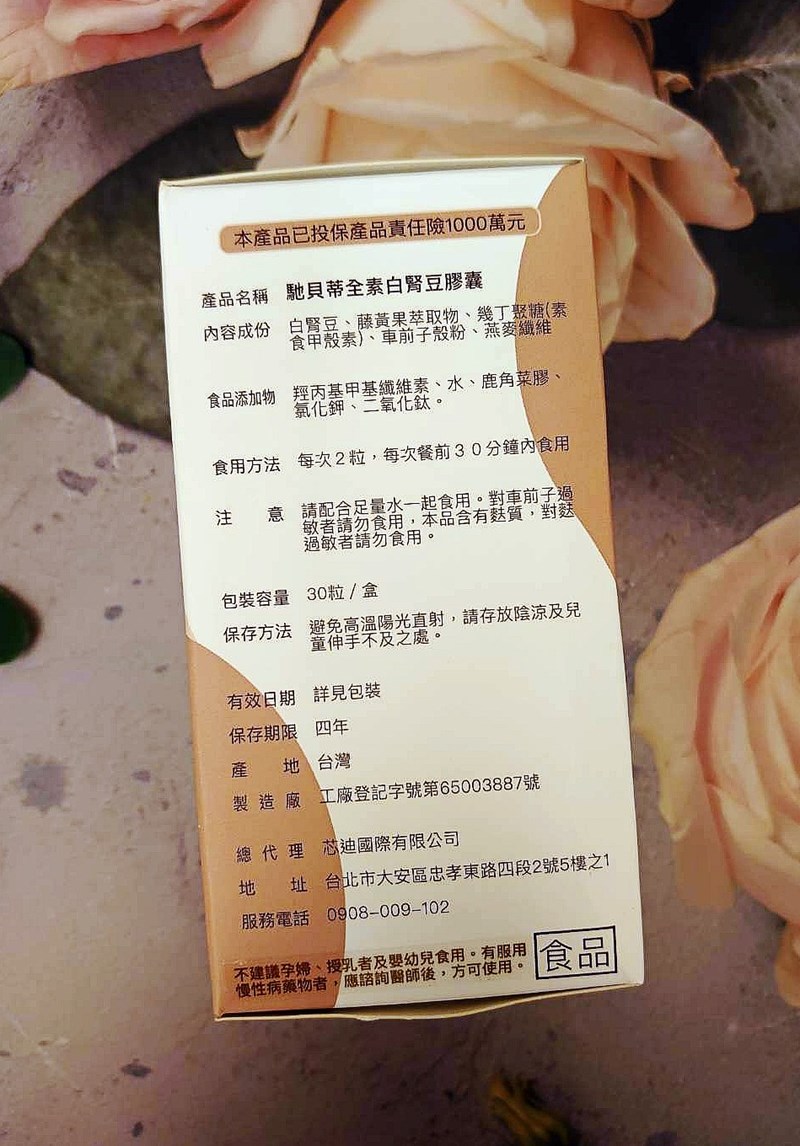 本產品已投保產品責任險1000萬元
產品名稱 馳貝蒂全素白腎豆膠囊
內容成份 白腎豆、藤黃果萃取物、幾丁聚糖(素
食甲殼素)、車前子殼粉、燕麥纖維
食品添加物 羥丙基甲基纖維素、水、鹿角菜膠、
氯化鉀、二氧化鈦。
食用方法 每次2粒，每次餐前30分鐘內食用
注 意 請配合足量水一起食用。對車前子過
敏者請勿食用，本品含有麩質，對麩
過敏者請勿食用。
包裝容量 30粒/盒
保存方法 避免高溫陽光直射，請存放陰涼及兒
童伸手不及之處。
有效日期 詳見包裝
保存期限 四年
產 地 台灣
製造廠 工廠登記字號第65003887號
總代理 芯迪國際有限公司
地 址 台北市大安區忠孝東路四段2號5樓之1
服務電話 0908-009-102
不建議孕婦、授乳者及嬰幼兒食用。有服用
慢性病藥物者，應諮詢醫師後，方可使用。
食品